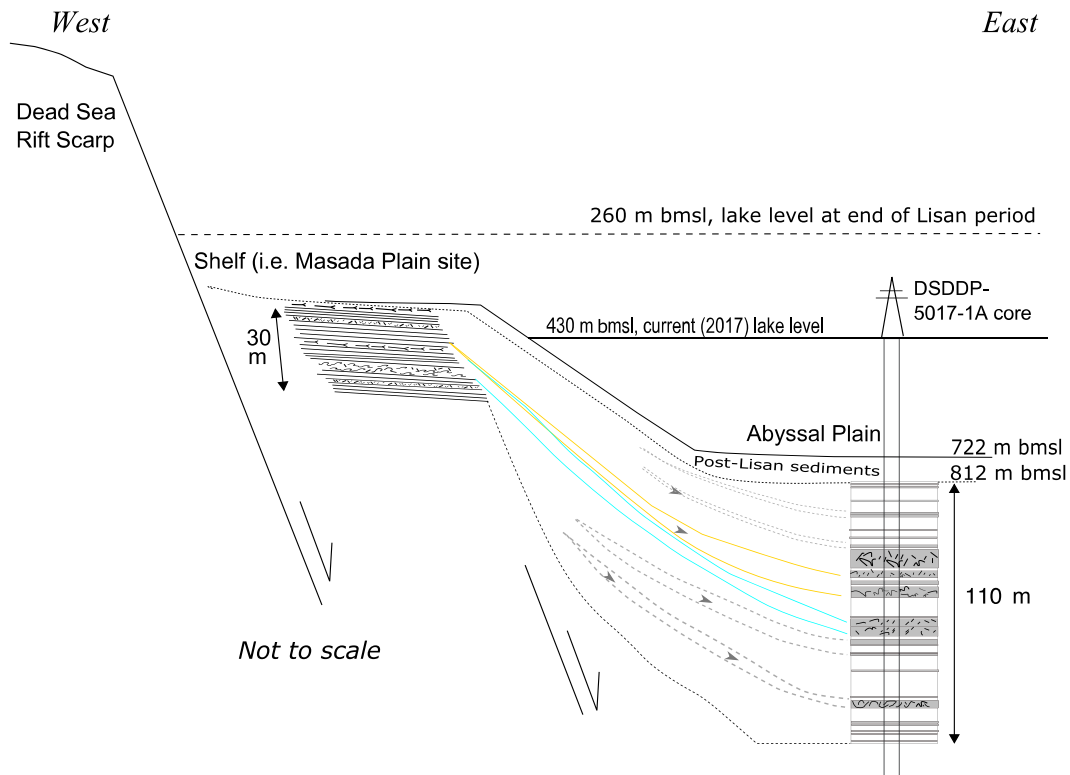 West
East
Dead Sea
Rift Scarp
260 m bmsl, lake level at end of Lisan period
Shelf (i.e. Masada Plain site)
DSDDP-
5017-1A core
30
m
430 m bmsl, current (2017) lake level
Abyssal Plain
722 m bmsl
Post-Lisan sediments
812 m bmsl
110 m
Not to scale